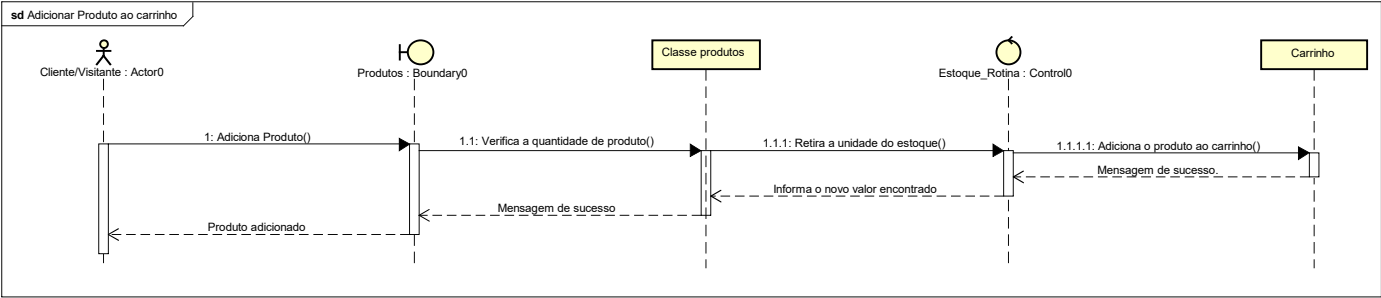 sd Adicionar Produto ao carrinho
Cliente/Visitante : Actor0
Produtos : Boundary0
Classe produtos
Estoque_Rotina : Control0
Carrinho
1: Adiciona Produto()
1.1: Verifica a quantidade de produto()
1.1.1: Retira a unidade do estoque()
1.1.1.1: Adiciona o produto ao carrinho()
Mensagem de sucesso.
Informa o novo valor encontrado
Mensagem de sucesso
Produto adicionado